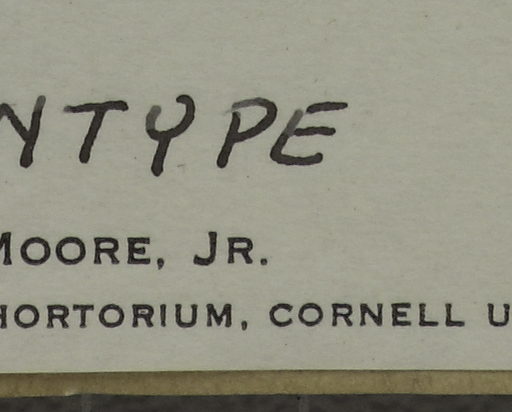 NTYPE
MOORE, JR.
HORTORIUM, CORNELL U